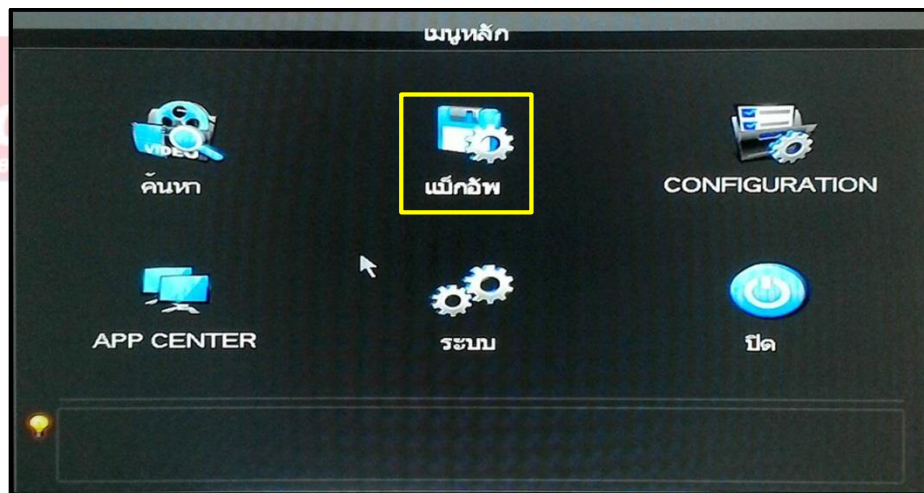 เมนูหลัก
VIDEO
ค้นหา
แบ็กอัพ
CONFIGURATION
APP CENTER
ระบบ
ปิด